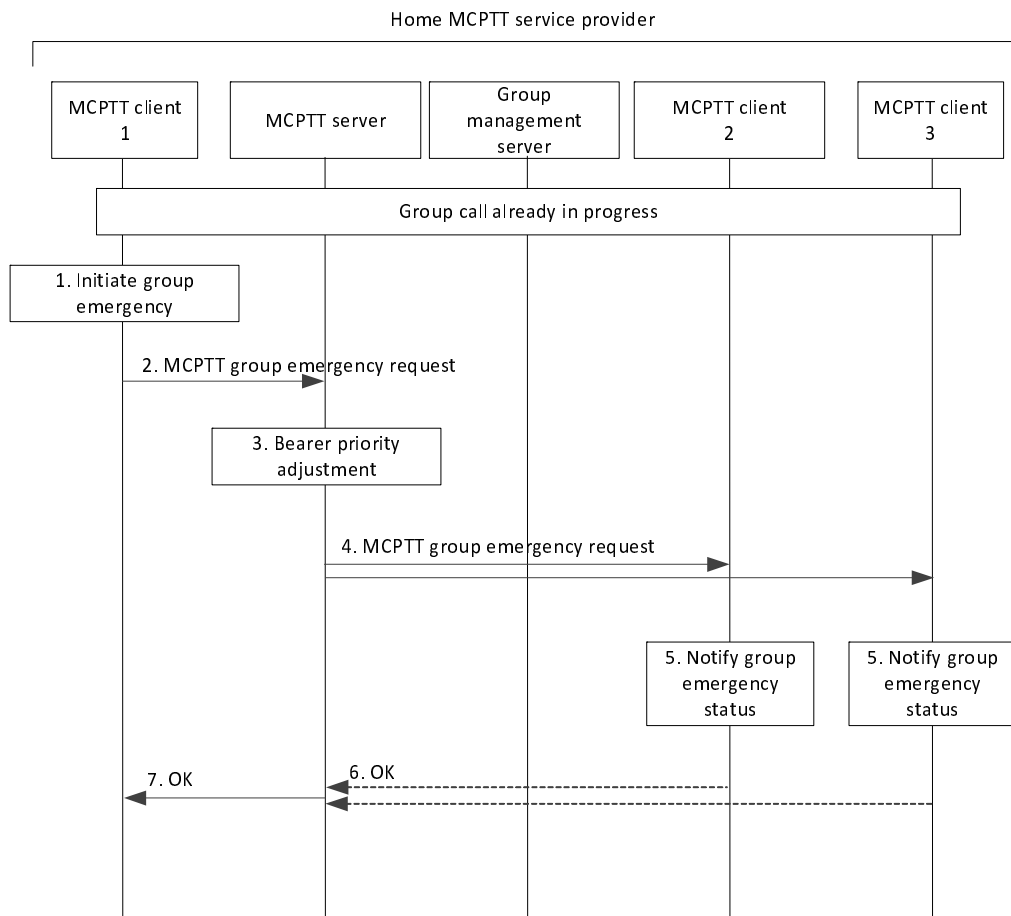 Home MCPTT service provider
MCPTT client
1
MCPTT server
Group
management
server
MCPTT client
2
MCPTT client
3
Group call already in progress
1. Initiate group
emergency
2. MCPTT group emergency request
3. Bearer priority
adjustment
4. MCPTT group emergency request
5. Notify group
emergency
status
5. Notify group
emergency
status
6. OK
7. OK